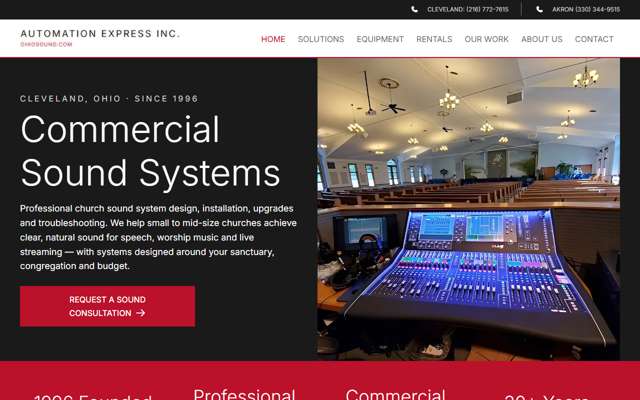 CLEVELAND: (216) 772-7615
AKRON (330) 344-9515
AUTOMATION EXPRESS INC.
OHIOSOUND.COM
HOME SOLUTIONS EQUIPMENT RENTALS OUR WORK ABOUT US CONTACT
CLEVELAND, OHIO · SINCE 1996
Commercial
Sound Systems
Professional church sound system design, installation, upgrades
and troubleshooting. We help small to mid-size churches achieve
clear, natural sound for speech, worship music and live
streaming — with systems designed around your sanctuary,
congregation and budget.
REQUEST A SOUND
CONSULTATION →
1996 Founded
Professional
Commercial
30+ Years